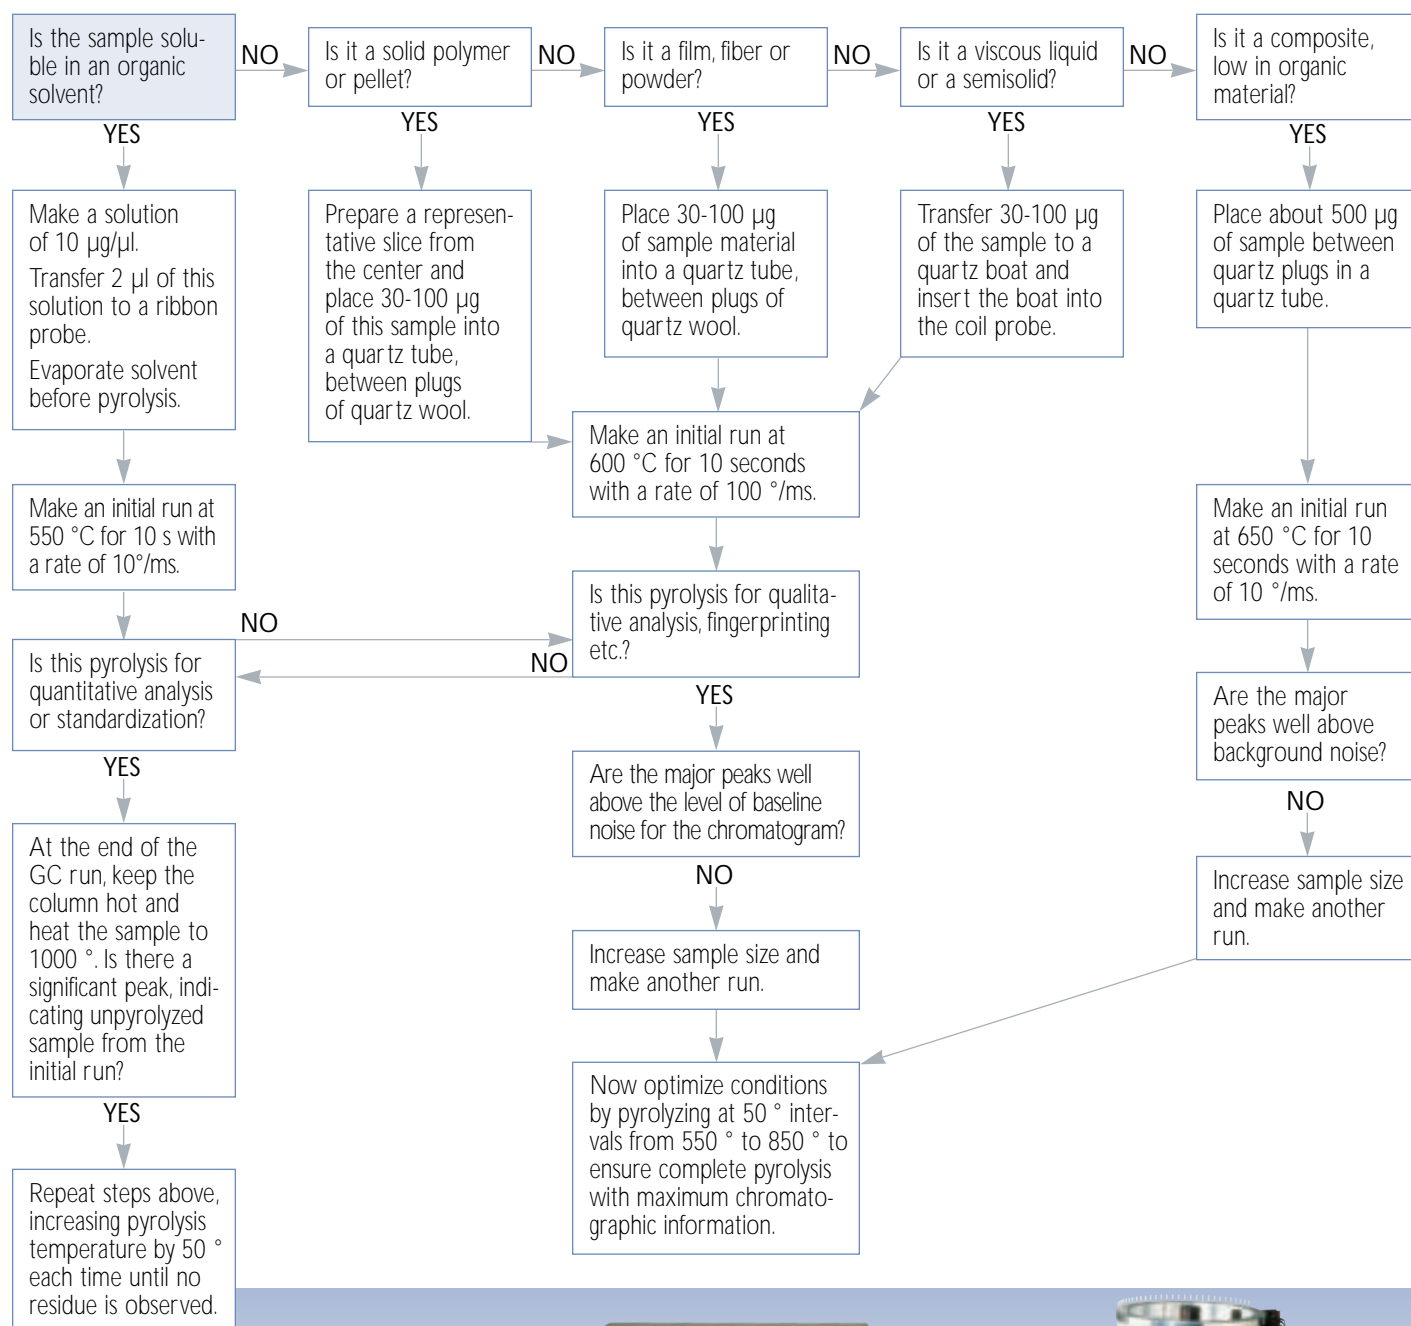 Is the sample solu-
ble in an organic
solvent?
NO
Is it a solid polymer
or pellet?
NO
Is it a film, fiber or
powder?
NO
Is it a viscous liquid
or a semisolid?
NO
Is it a composite,
low in organic
material?
YES
YES
YES
YES
YES
Make a solution
of 10 µg/µl.
Transfer 2 µl of this
solution to a ribbon
probe.
Evaporate solvent
before pyrolysis.
Prepare a represen-
tative slice from
the center and
place 30-100 µg
of this sample into
a quartz tube,
between plugs
of quartz wool.
Place 30-100 µg
of sample material
into a quartz tube,
between plugs of
quartz wool.
Transfer 30-100 µg
of the sample to a
quartz boat and
insert the boat into
the coil probe.
Place about 500 µg
of sample between
quartz plugs in a
quartz tube.
Make an initial run at
550 °C for 10 s with
a rate of 10°/ms.
Make an initial run at
600 °C for 10 seconds
with a rate of 100 °/ms.
Make an initial run
at 650 °C for 10
seconds with a rate
of 10 °/ms.
NO
NO
Is this pyrolysis for
quantitative analysis
or standardization?
Is this pyrolysis for qualita-
tive analysis, fingerprinting
etc.?
Are the major
peaks well above
background noise?
YES
YES
NO
At the end of the
GC run, keep the
column hot and
heat the sample to
1000 °. Is there a
significant peak, indi-
cating unpyrolyzed
sample from the
initial run?
Are the major peaks well
above the level of baseline
noise for the chromatogram?
NO
Increase sample size and
make another run.
Increase sample size
and make another
run.
YES
Repeat steps above,
increasing pyrolysis
temperature by 50 °
each time until no
residue is observed.
Now optimize conditions
by pyrolyzing at 50 ° inter-
vals from 550 ° to 850 ° to
ensure complete pyrolysis
with maximum chromato-
graphic information.